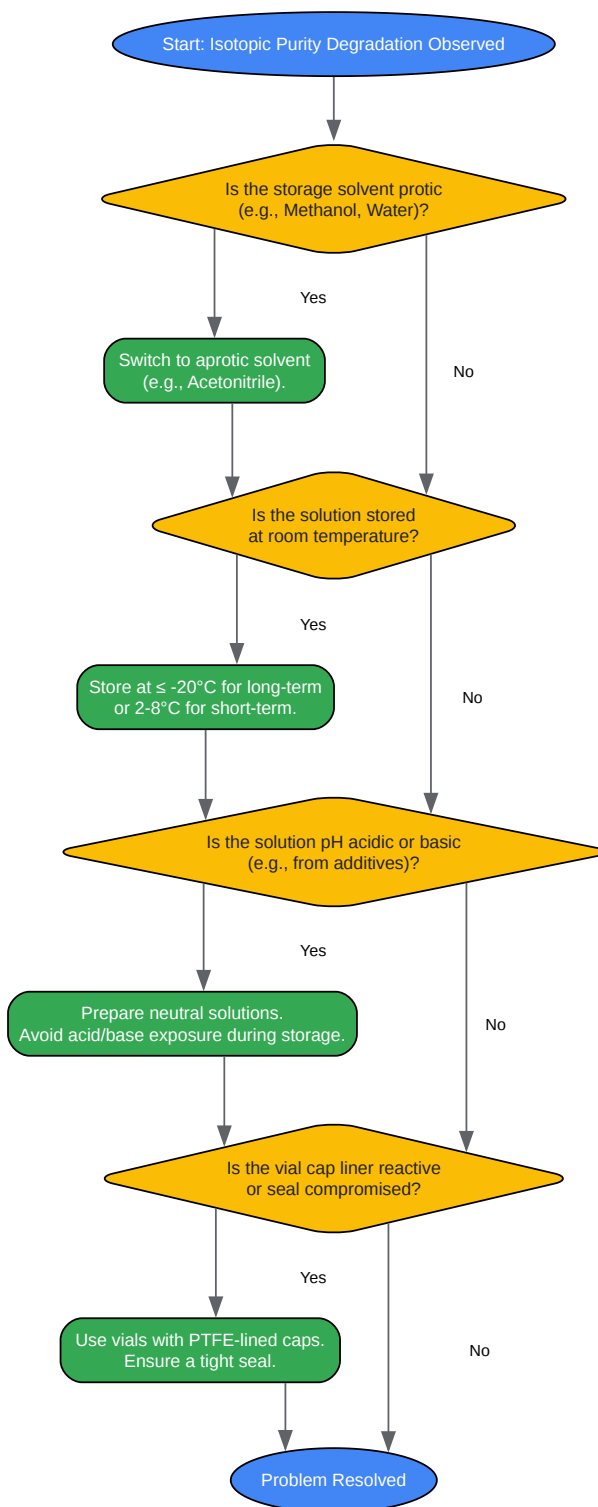 Start: Isotopic Purity Degradation Observed
Is the storage solvent protic
(e.g., Methanol, Water)?
Yes
Switch to aprotic solvent
(e.g., Acetonitrile).
No
Is the solution stored
at room temperature?
Yes
Store at ≤ -20°C for long-term
or 2-8°C for short-term.
No
Is the solution pH acidic or basic
(e.g., from additives)?
Yes
Prepare neutral solutions.
Avoid acid/base exposure during storage.
No
Is the vial cap liner reactive
or seal compromised?
Yes
Use vials with PTFE-lined caps.
Ensure a tight seal.
No
Problem Resolved